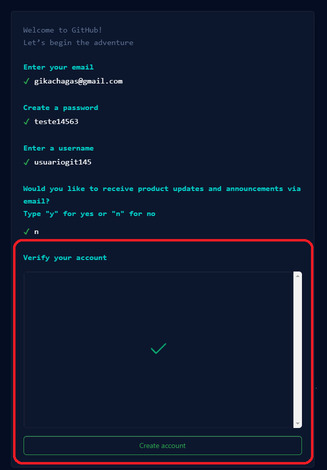 Welcome to GitHub!
Let's begin the adventure
Enter your email
✓ gikachagas@gmail.com
Create a password
✓ teste14563
Enter a username
✓ usuariogit145
Would you like to receive product updates and announcements via
email?
Type "y" for yes or "n" for no
✓ n
Verify your account
Create account